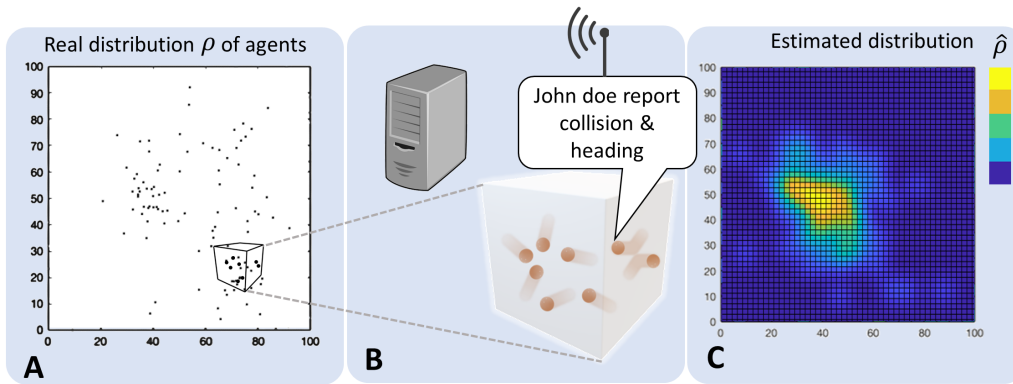 Real distribution ρ of agents
100
90
80
70
60
50
40
30
20
10
0
0 20 40 60 80 100
A
John doe report
collision &
heading
B
Estimated distribution ρ̂
100
90
80
70
60
50
40
30
20
10
0
0 20 40 60 80 100
C